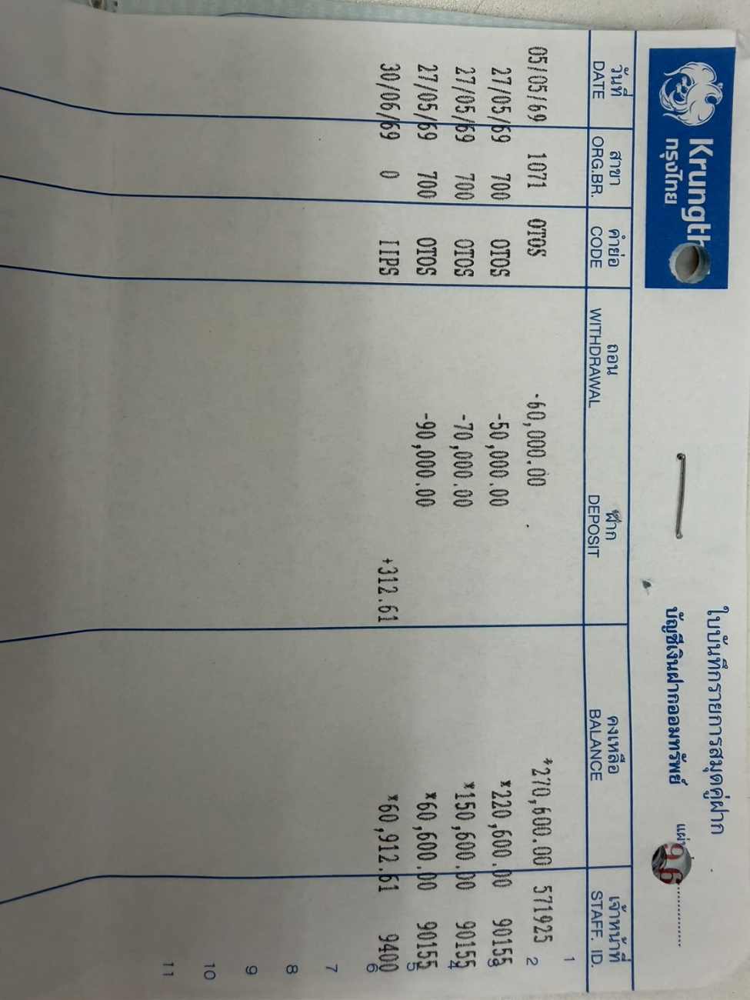 Krungth
กรุงไทย
ใบบันทึกรายการสมุดคู่ฝาก
บัญชีเงินฝากออมทรัพย์
วันที่ สาขา คำย่อ ถอน ฝาก คงเหลือ เจ้าหน้าที่
DATE ORG.BR. CODE WITHDRAWAL DEPOSIT BALANCE STAFF. ID.
1
05/05/69 1071 OTOS -60,000.00 *270,600.00 571925 2
27/05/69 700 OTOS -50,000.00 *220,600.00 90155 3
27/05/69 700 OTOS -70,000.00 *150,600.00 90155 4
27/05/69 700 OTOS -90,000.00 *60,600.00 90155 5
30/06/69 0 IIPS +312.61 *60,912.61 9400 6
7
8
9
10
11